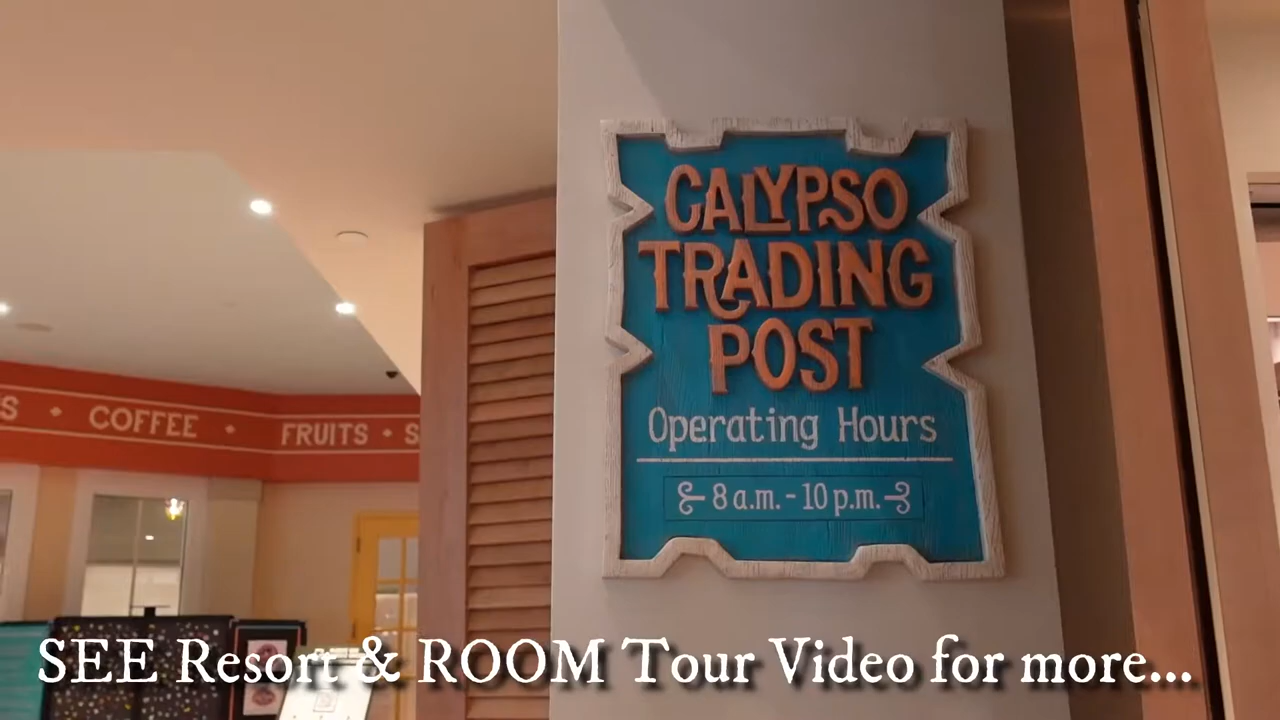 CALYPSO
TRADING
POST
Operating Hours
8 a.m. - 10 p.m.
COFFEE • FRUITS •
SEE Resort & ROOM Tour Video for more...